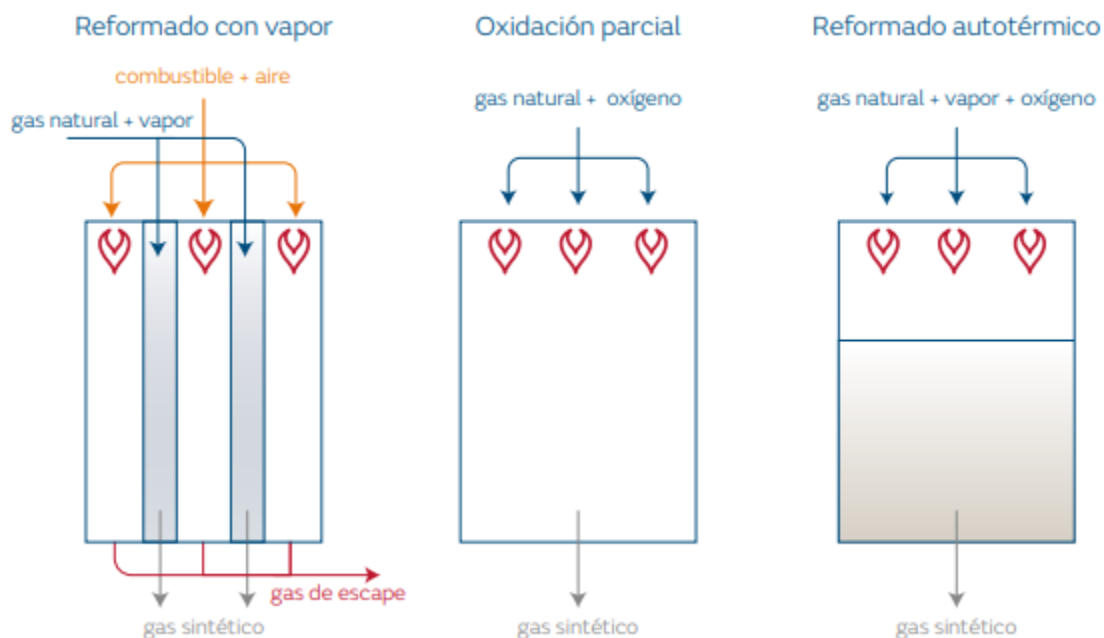 Reformado con vapor
combustible + aire
gas natural + vapor
gas de escape
gas sintético
Oxidación parcial
gas natural + oxígeno
gas sintético
Reformado autotérmico
gas natural + vapor + oxígeno
gas sintético